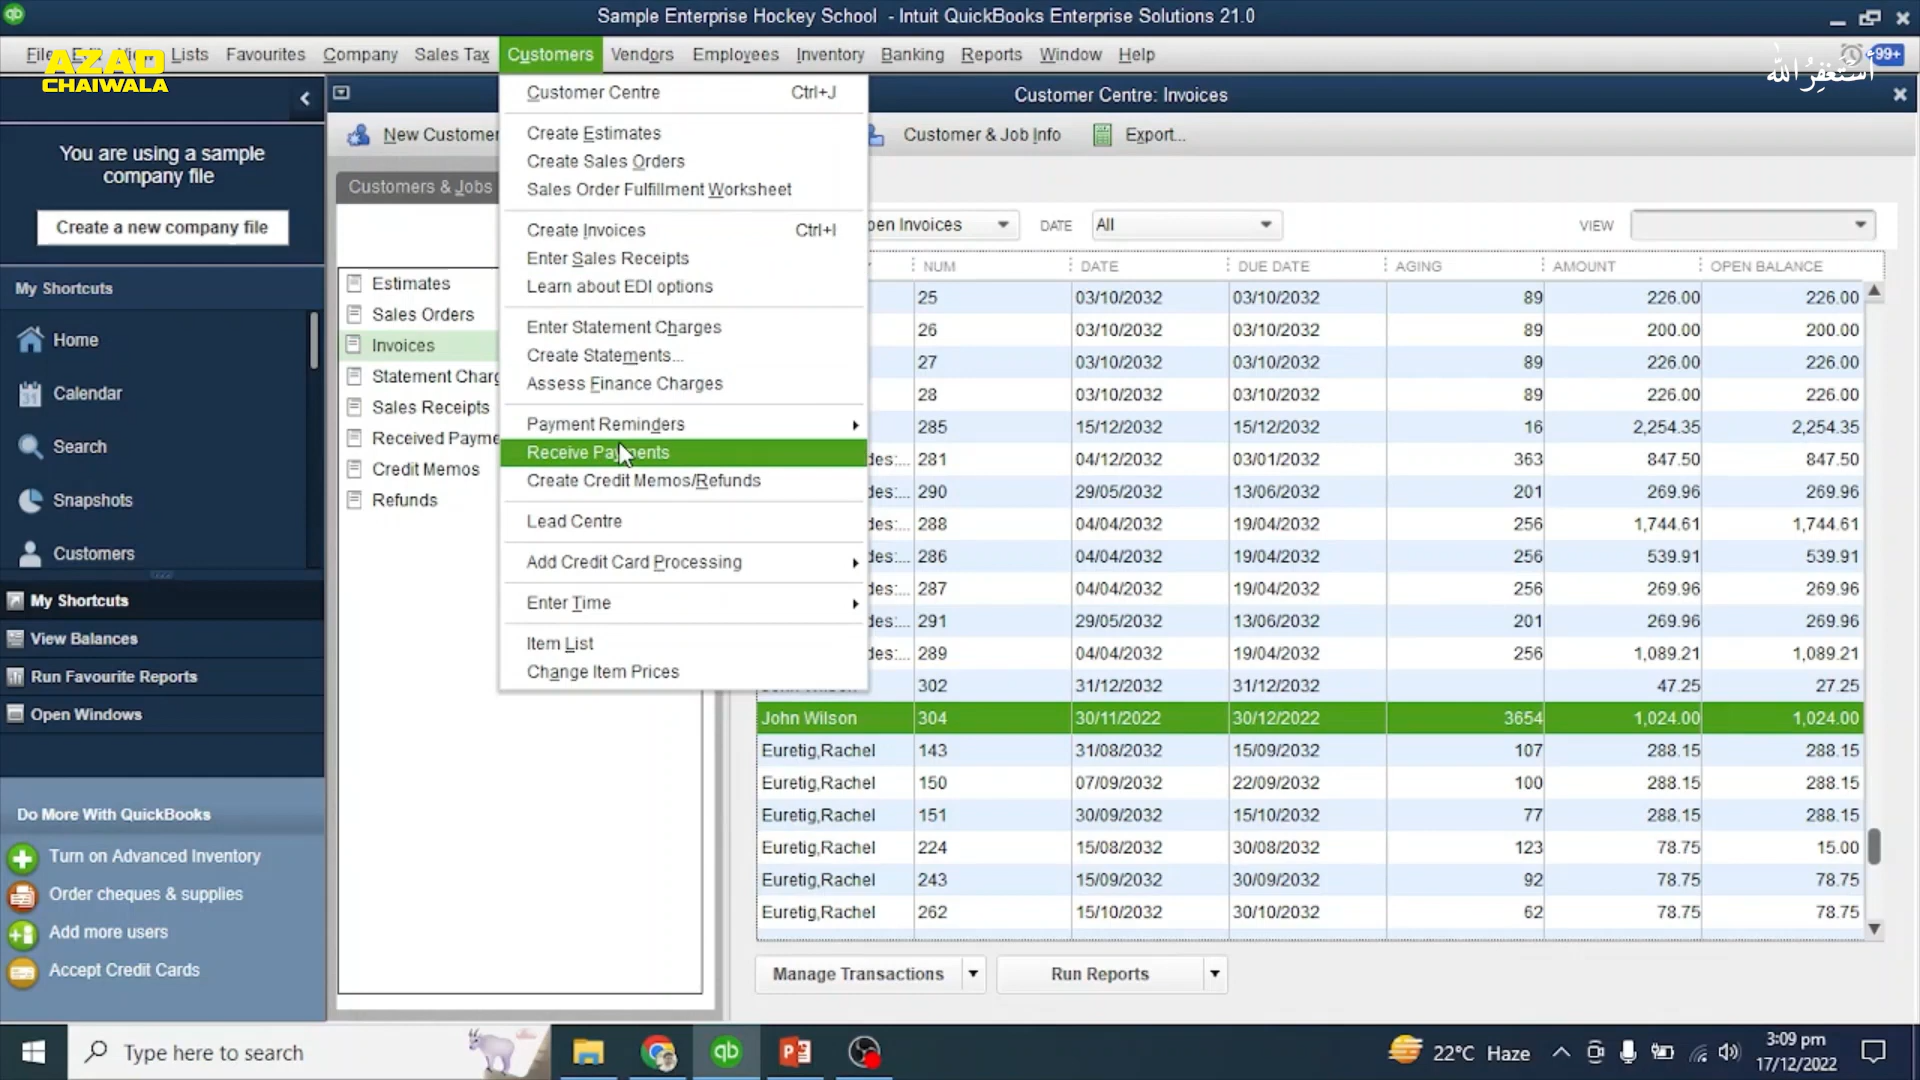 Sample Enterprise Hockey School - Intuit QuickBooks Enterprise Solutions 21.0
File Edit View Lists Favourites Company Sales Tax Customers Vendors Employees Inventory Banking Reports Window Help
99+
AZAD
CHAIWALA
أستغفر الله
Customer Centre: Invoices
You are using a sample
company file
Create a new company file
My Shortcuts
Home
Calendar
Search
Snapshots
Customers
My Shortcuts
View Balances
Run Favourite Reports
Open Windows
Do More With QuickBooks
Turn on Advanced Inventory
Order cheques & supplies
Add more users
Accept Credit Cards
New Customer
Customer & Job Info
Export...
Customers & Jobs
Estimates
Sales Orders
Invoices
Statement Charg
Sales Receipts
Received Payme
Credit Memos
Refunds
Customer Centre Ctrl+J
Create Estimates
Create Sales Orders
Sales Order Fulfillment Worksheet
Create Invoices Ctrl+I
Enter Sales Receipts
Learn about EDI options
Enter Statement Charges
Create Statements...
Assess Finance Charges
Payment Reminders
Receive Payments
Create Credit Memos/Refunds
Lead Centre
Add Credit Card Processing
Enter Time
Item List
Change Item Prices
pen Invoices DATE All VIEW
NUM DATE DUE DATE AGING AMOUNT OPEN BALANCE
25 03/10/2032 03/10/2032 89 226.00 226.00
26 03/10/2032 03/10/2032 89 200.00 200.00
27 03/10/2032 03/10/2032 89 226.00 226.00
28 03/10/2032 03/10/2032 89 226.00 226.00
285 15/12/2032 15/12/2032 16 2,254.35 2,254.35
des:... 281 04/12/2032 03/01/2032 363 847.50 847.50
des:... 290 29/05/2032 13/06/2032 201 269.96 269.96
des:... 288 04/04/2032 19/04/2032 256 1,744.61 1,744.61
des:... 286 04/04/2032 19/04/2032 256 539.91 539.91
des:... 287 04/04/2032 19/04/2032 256 269.96 269.96
des:... 291 29/05/2032 13/06/2032 201 269.96 269.96
des:... 289 04/04/2032 19/04/2032 256 1,089.21 1,089.21
John Wilson 302 31/12/2032 31/12/2032 47.25 27.25
John Wilson 304 30/11/2022 30/12/2022 3654 1,024.00 1,024.00
Euretig,Rachel 143 31/08/2032 15/09/2032 107 288.15 288.15
Euretig,Rachel 150 07/09/2032 22/09/2032 100 288.15 288.15
Euretig,Rachel 151 30/09/2032 15/10/2032 77 288.15 288.15
Euretig,Rachel 224 15/08/2032 30/08/2032 123 78.75 15.00
Euretig,Rachel 243 15/09/2032 30/09/2032 92 78.75 78.75
Euretig,Rachel 262 15/10/2032 30/10/2032 62 78.75 78.75
Manage Transactions Run Reports
Type here to search
22°C Haze
3:09 pm
17/12/2022